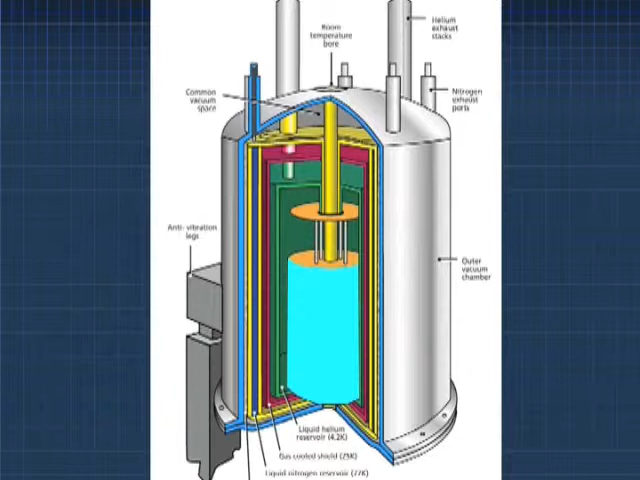 Room
temperature
bore
Helium
exhaust
stacks
Common
vacuum
space
Nitrogen
exhaust
ports
Anti- vibration
legs
Outer
vacuum
chamber
Liquid helium
reservoir (4.2K)
Gas cooled shield (25K)
Liquid nitrogen reservoir (77K)